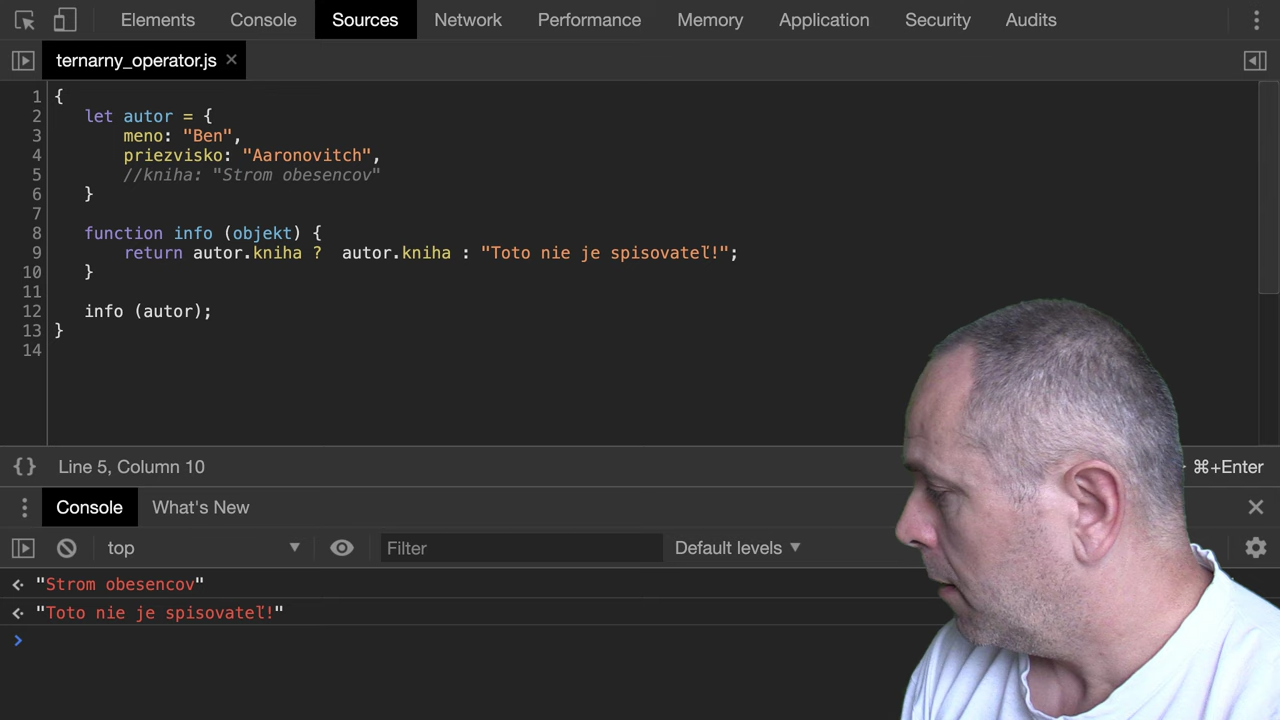 Elements Console Sources Network Performance Memory Application Security Audits
ternarny_operator.js ×
1 {
2 let autor = {
3 meno: "Ben",
4 priezvisko: "Aaronovitch",
5 //kniha: "Strom obesencov"
6 }
7
8 function info (objekt) {
9 return autor.kniha ?  autor.kniha : "Toto nie je spisovateľ!";
10 }
11
12 info (autor);
13 }
14
{} Line 5, Column 10 ⌘+Enter
Console What's New
top ▼ Filter Default levels ▼
"Strom obesencov"
"Toto nie je spisovateľ!"
>